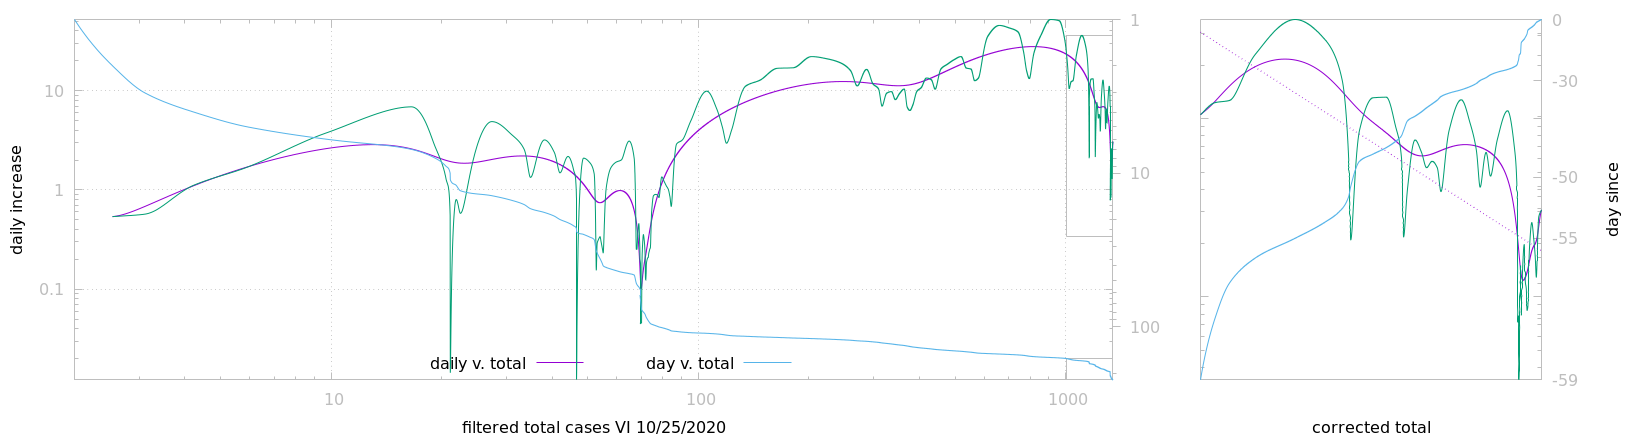 daily increase
10
1
0.1
daily v. total
day v. total
10
100
1000
1
10
100
filtered total cases VI 10/25/2020
0
-30
-50
-55
-59
day since
corrected total